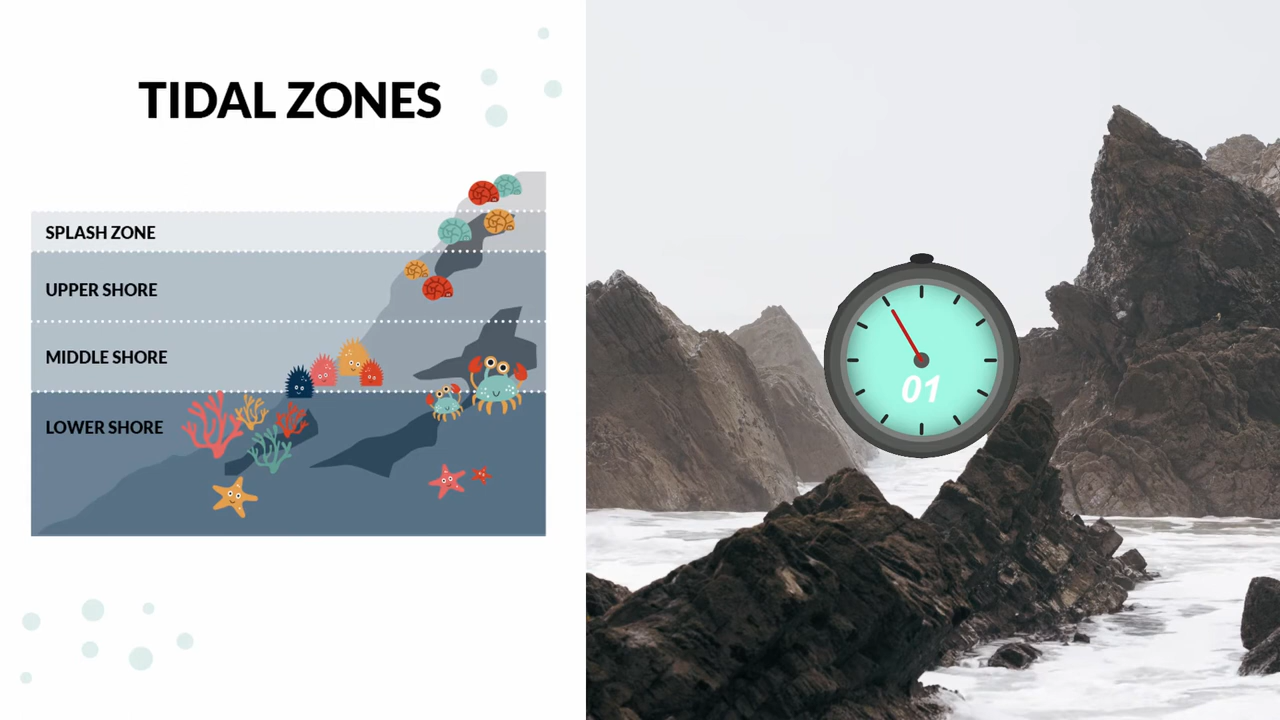 TIDAL ZONES
SPLASH ZONE
UPPER SHORE
MIDDLE SHORE
LOWER SHORE
01